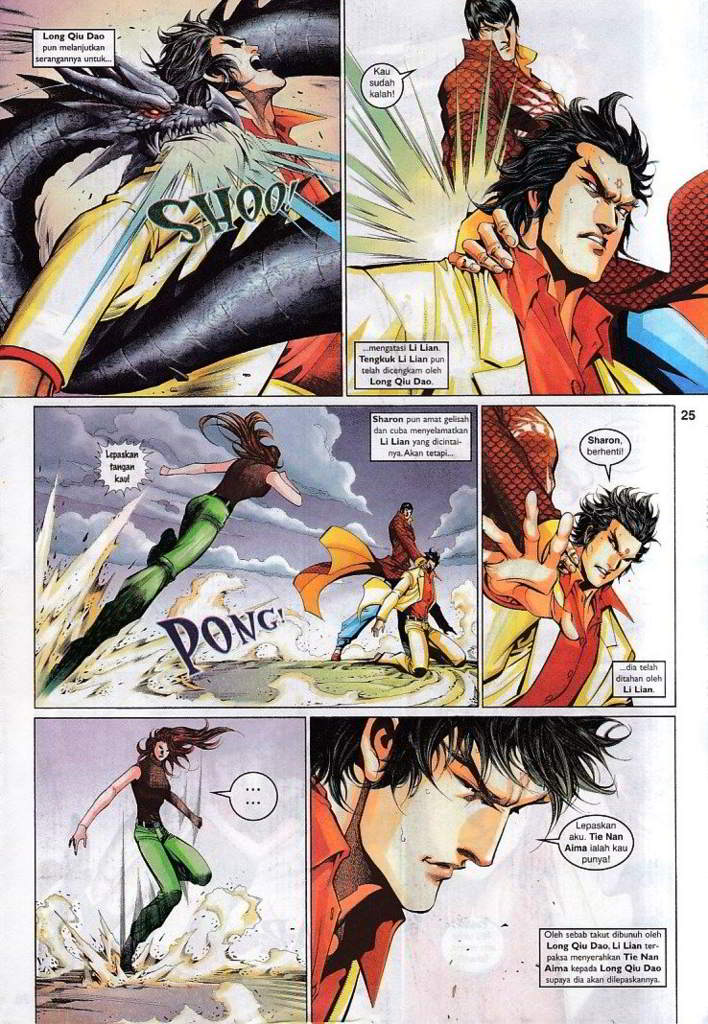 Long Qiu Dao
pun melanjutkan
serangannya untuk...
SHOO!
Kau
sudah
kalah!
...mengatasi Li Lian.
Tengkuk Li Lian pun
telah dicengkam oleh
Long Qiu Dao.
25
Lepaskan
tangan
kau!
PONG!
Sharon pun amat gelisah
dan cuba menyelamatkan
Li Lian yang dicintai-
nya. Akan tetapi...
Sharon,
berhenti!
...dia telah
ditahan oleh
Li Lian.
...
...
Lepaskan
aku. Tie Nan
Aima ialah kau
punya!
Oleh sebab takut dibunuh oleh
Long Qiu Dao, Li Lian ter-
paksa menyerahkan Tie Nan
Aima kepada Long Qiu Dao
supaya dia akan dilepaskannya.